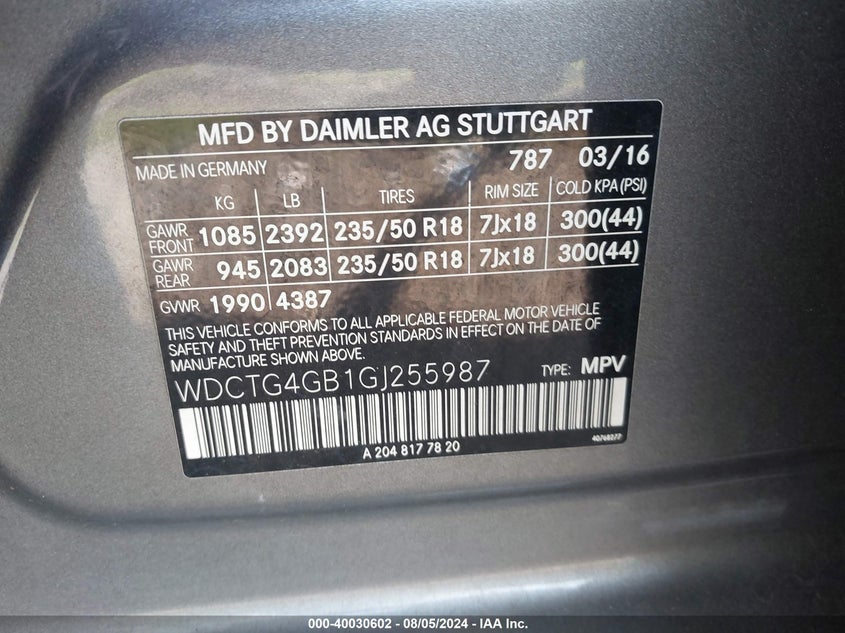 MFD BY DAIMLER AG STUTTGART
MADE IN GERMANY 787 03/16
KG LB TIRES RIM SIZE COLD KPA (PSI)
GAWR FRONT 1085 2392 235/50 R18 7Jx18 300(44)
GAWR REAR 945 2083 235/50 R18 7Jx18 300(44)
GVWR 1990 4387
THIS VEHICLE CONFORMS TO ALL APPLICABLE FEDERAL MOTOR VEHICLE
SAFETY AND THEFT PREVENTION STANDARDS IN EFFECT ON THE DATE OF
MANUFACTURE SHOWN ABOVE.
WDCTG4GB1GJ255987 TYPE: MPV
A 204 817 78 20
000-40030602 - 08/05/2024 - IAA Inc.